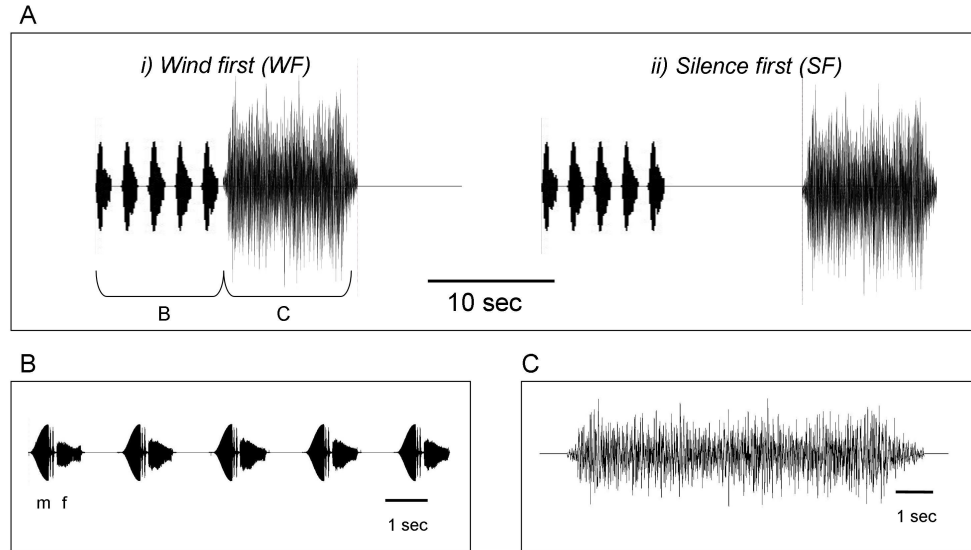 A
i) Wind first (WF)
ii) Silence first (SF)
B
C
10 sec
B
C
m f
1 sec
1 sec